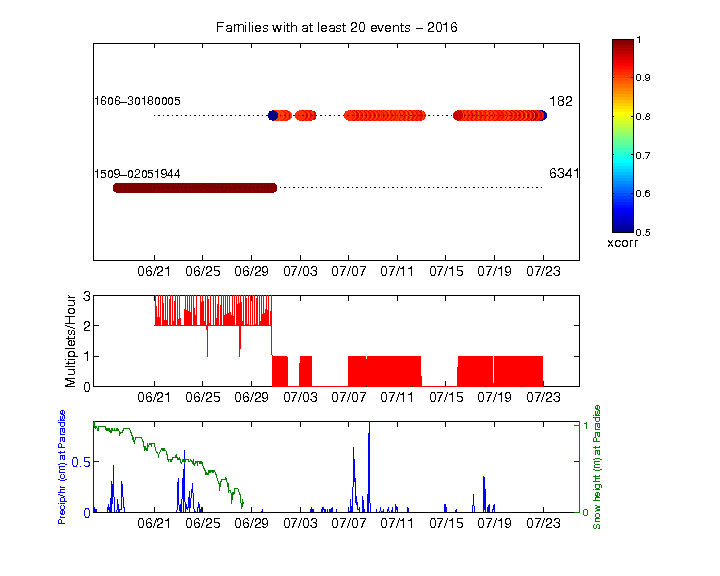 Families with at least 20 events – 2016
1606–30180005
182
1509–02051944
6341
06/21 06/25 06/29 07/03 07/07 07/11 07/15 07/19 07/23
1
0.9
0.8
0.7
0.6
0.5
xcorr
Multiplets/Hour
3
2
1
0
06/21 06/25 06/29 07/03 07/07 07/11 07/15 07/19 07/23
Precip/hr (cm) at Paradise
0.5
0
1
0
Snow height (m) at Paradise
06/21 06/25 06/29 07/03 07/07 07/11 07/15 07/19 07/23